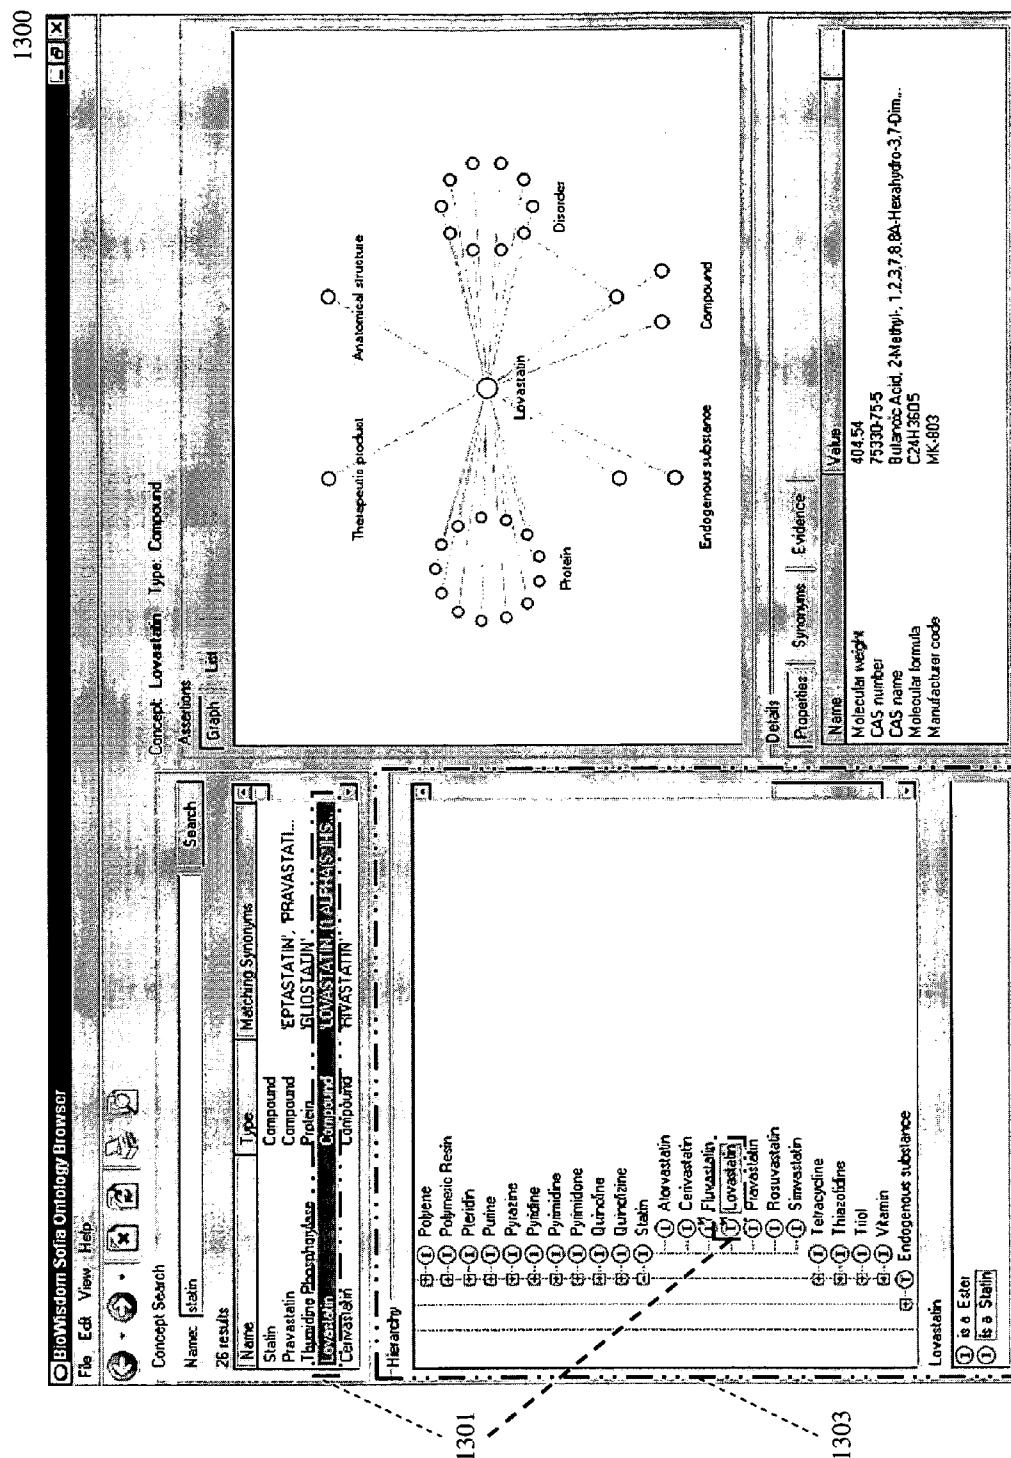 1300
BioWisdom Sofia Ontology Browser
File Edit View Help
Concept Search
Name: statin Search
26 results
Name Type Matching Synonyms
Statin Compound
Pravastatin Compound 'EPTASTATIN', 'PRAVASTATI...
Thymidine Phosphorylase Protein 'GLIOSTATIN'
Lovastatin Compound 'LOVASTATIN, (1 ALPHA(S*)HS...
Cerivastatin Compound 'RIVASTATIN'
Hierarchy
Polyene
Polymeric Resin
Pteridin
Purine
Pyrazine
Pyridine
Pyrimidine
Pyrimidone
Quinoline
Quinolizine
Statin
Atorvastatin
Cerivastatin
Fluvastatin
Lovastatin
Pravastatin
Rosuvastatin
Simvastatin
Tetracycline
Thiazolidine
Triol
Vitamin
Endogenous substance
Lovastatin
is a Ester
is a Statin
1301
1303
Concept: Lovastatin Type: Compound
Assertions
Graph List
Therapeutic product
Anatomical structure
Protein
Lovastatin
Disorder
Endogenous substance
Compound
Details
Properties Synonyms Evidence
Name Value
Molecular weight 404.54
CAS number 75330-75-5
CAS name Butanoic Acid, 2-Methyl-, 1,2,3,7,8,8A-Hexahydro-3,7-Dim...
Molecular formula C24H36O5
Manufacturer code MK-803